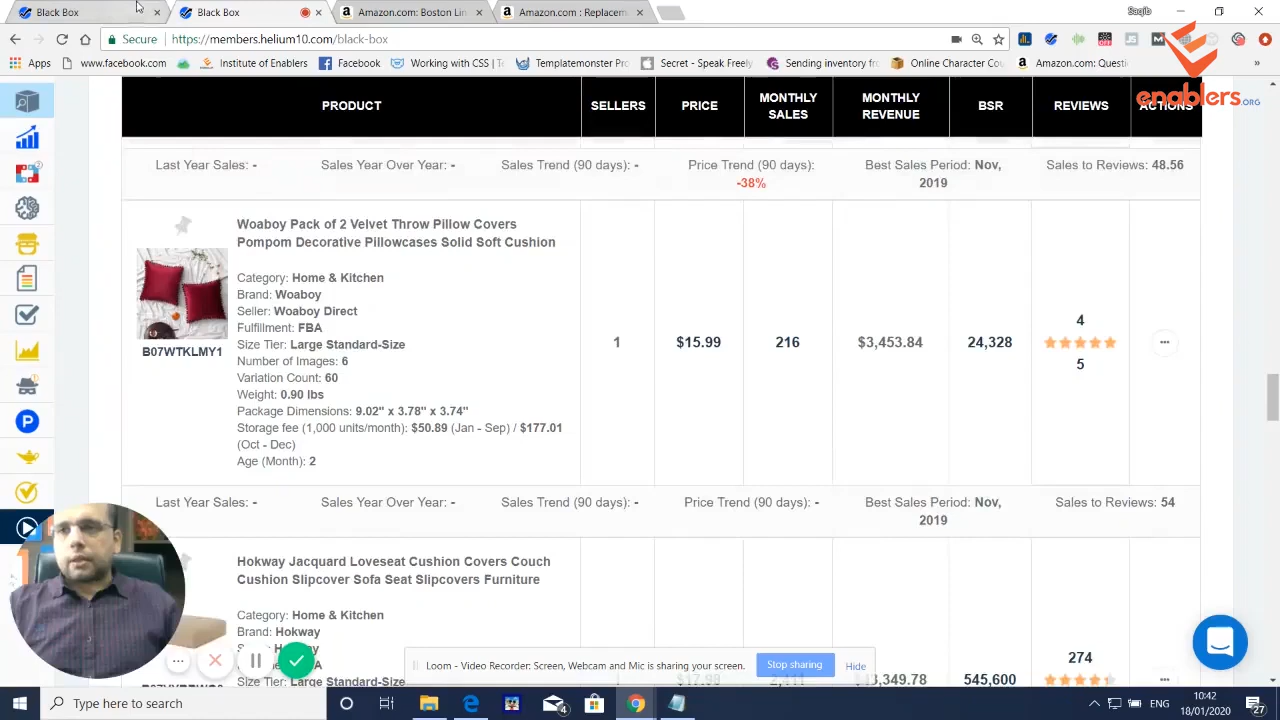 Black Box
Black Box
Amazon.com: Boston Lin
Amazon.com : Replacem
Saqib
Secure
https://members.helium10.com/black-box
Apps
www.facebook.com
Institute of Enablers
Facebook
Working with CSS | T
Templatemonster Pro
Secret - Speak Freely
Sending inventory fr
Online Character Cou
Amazon.com: Questi
enablers.ORG
PRODUCT
SELLERS
PRICE
MONTHLY SALES
MONTHLY REVENUE
BSR
REVIEWS
ACTIONS
Last Year Sales: -
Sales Year Over Year: -
Sales Trend (90 days): -
Price Trend (90 days):
-38%
Best Sales Period: Nov,
2019
Sales to Reviews: 48.56
Woaboy Pack of 2 Velvet Throw Pillow Covers
Pompom Decorative Pillowcases Solid Soft Cushion
Category: Home & Kitchen
Brand: Woaboy
Seller: Woaboy Direct
Fulfillment: FBA
Size Tier: Large Standard-Size
Number of Images: 6
Variation Count: 60
Weight: 0.90 lbs
Package Dimensions: 9.02" x 3.78" x 3.74"
Storage fee (1,000 units/month): $50.89 (Jan - Sep) / $177.01
(Oct - Dec)
Age (Month): 2
B07WTKLMY1
1
$15.99
216
$3,453.84
24,328
4
5
Last Year Sales: -
Sales Year Over Year: -
Sales Trend (90 days): -
Price Trend (90 days): -
Best Sales Period: Nov,
2019
Sales to Reviews: 54
Hokway Jacquard Loveseat Cushion Covers Couch
Cushion Slipcover Sofa Seat Slipcovers Furniture
Category: Home & Kitchen
Brand: Hokway
Size Tier: Large Standard-Size
$17.99
2,411
545,600
274
Loom - Video Recorder: Screen, Webcam and Mic is sharing your screen.
Stop sharing
Hide
Type here to search
4
ENG
10:42
18/01/2020
27